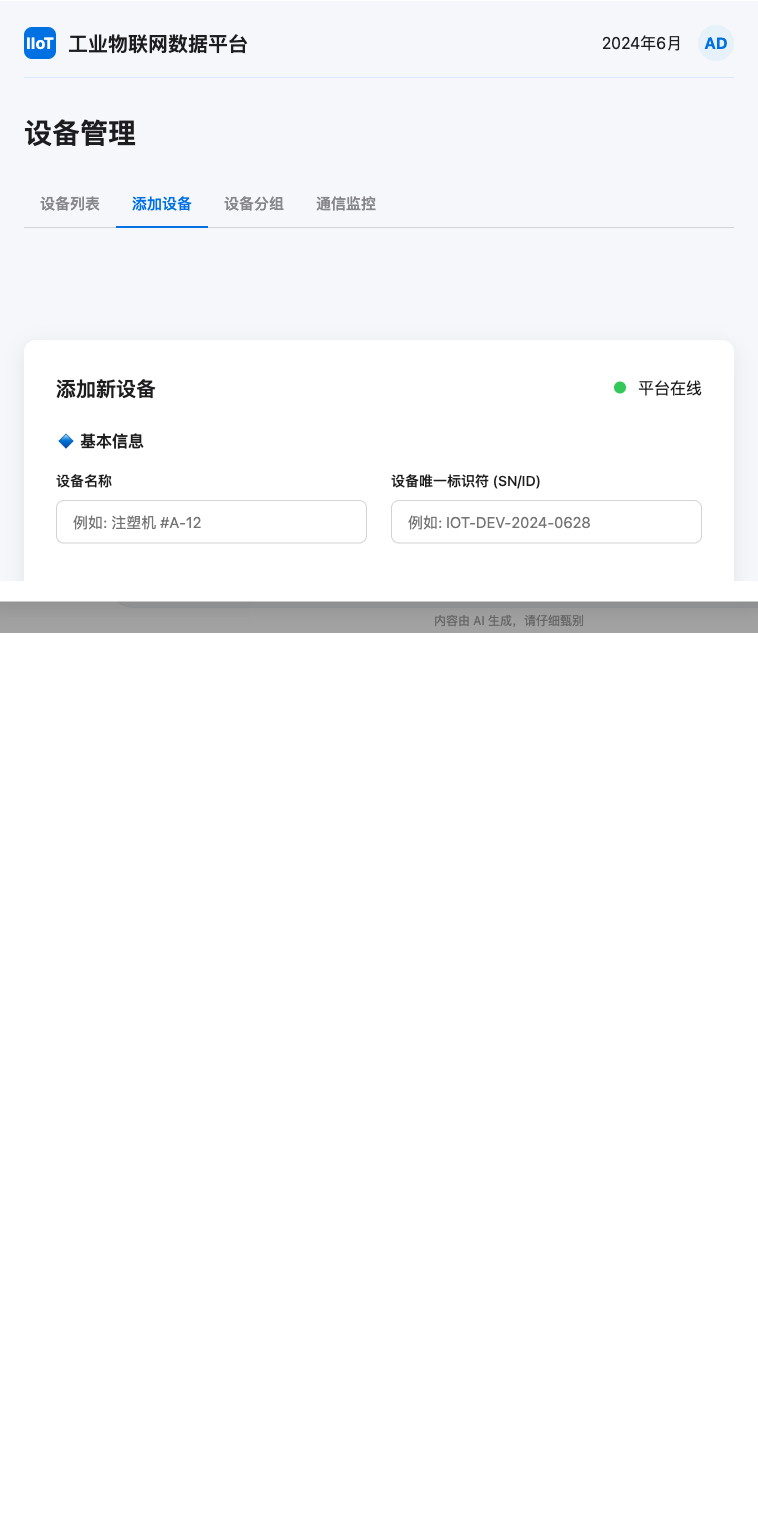 IIoT 工业物联网数据平台 2024年6月 AD
设备管理
设备列表 添加设备 设备分组 通信监控
添加新设备 平台在线
基本信息
设备名称 设备唯一标识符 (SN/ID)
例如: 注塑机 #A-12 例如: IOT-DEV-2024-0628
内容由 AI 生成，请仔细甄别